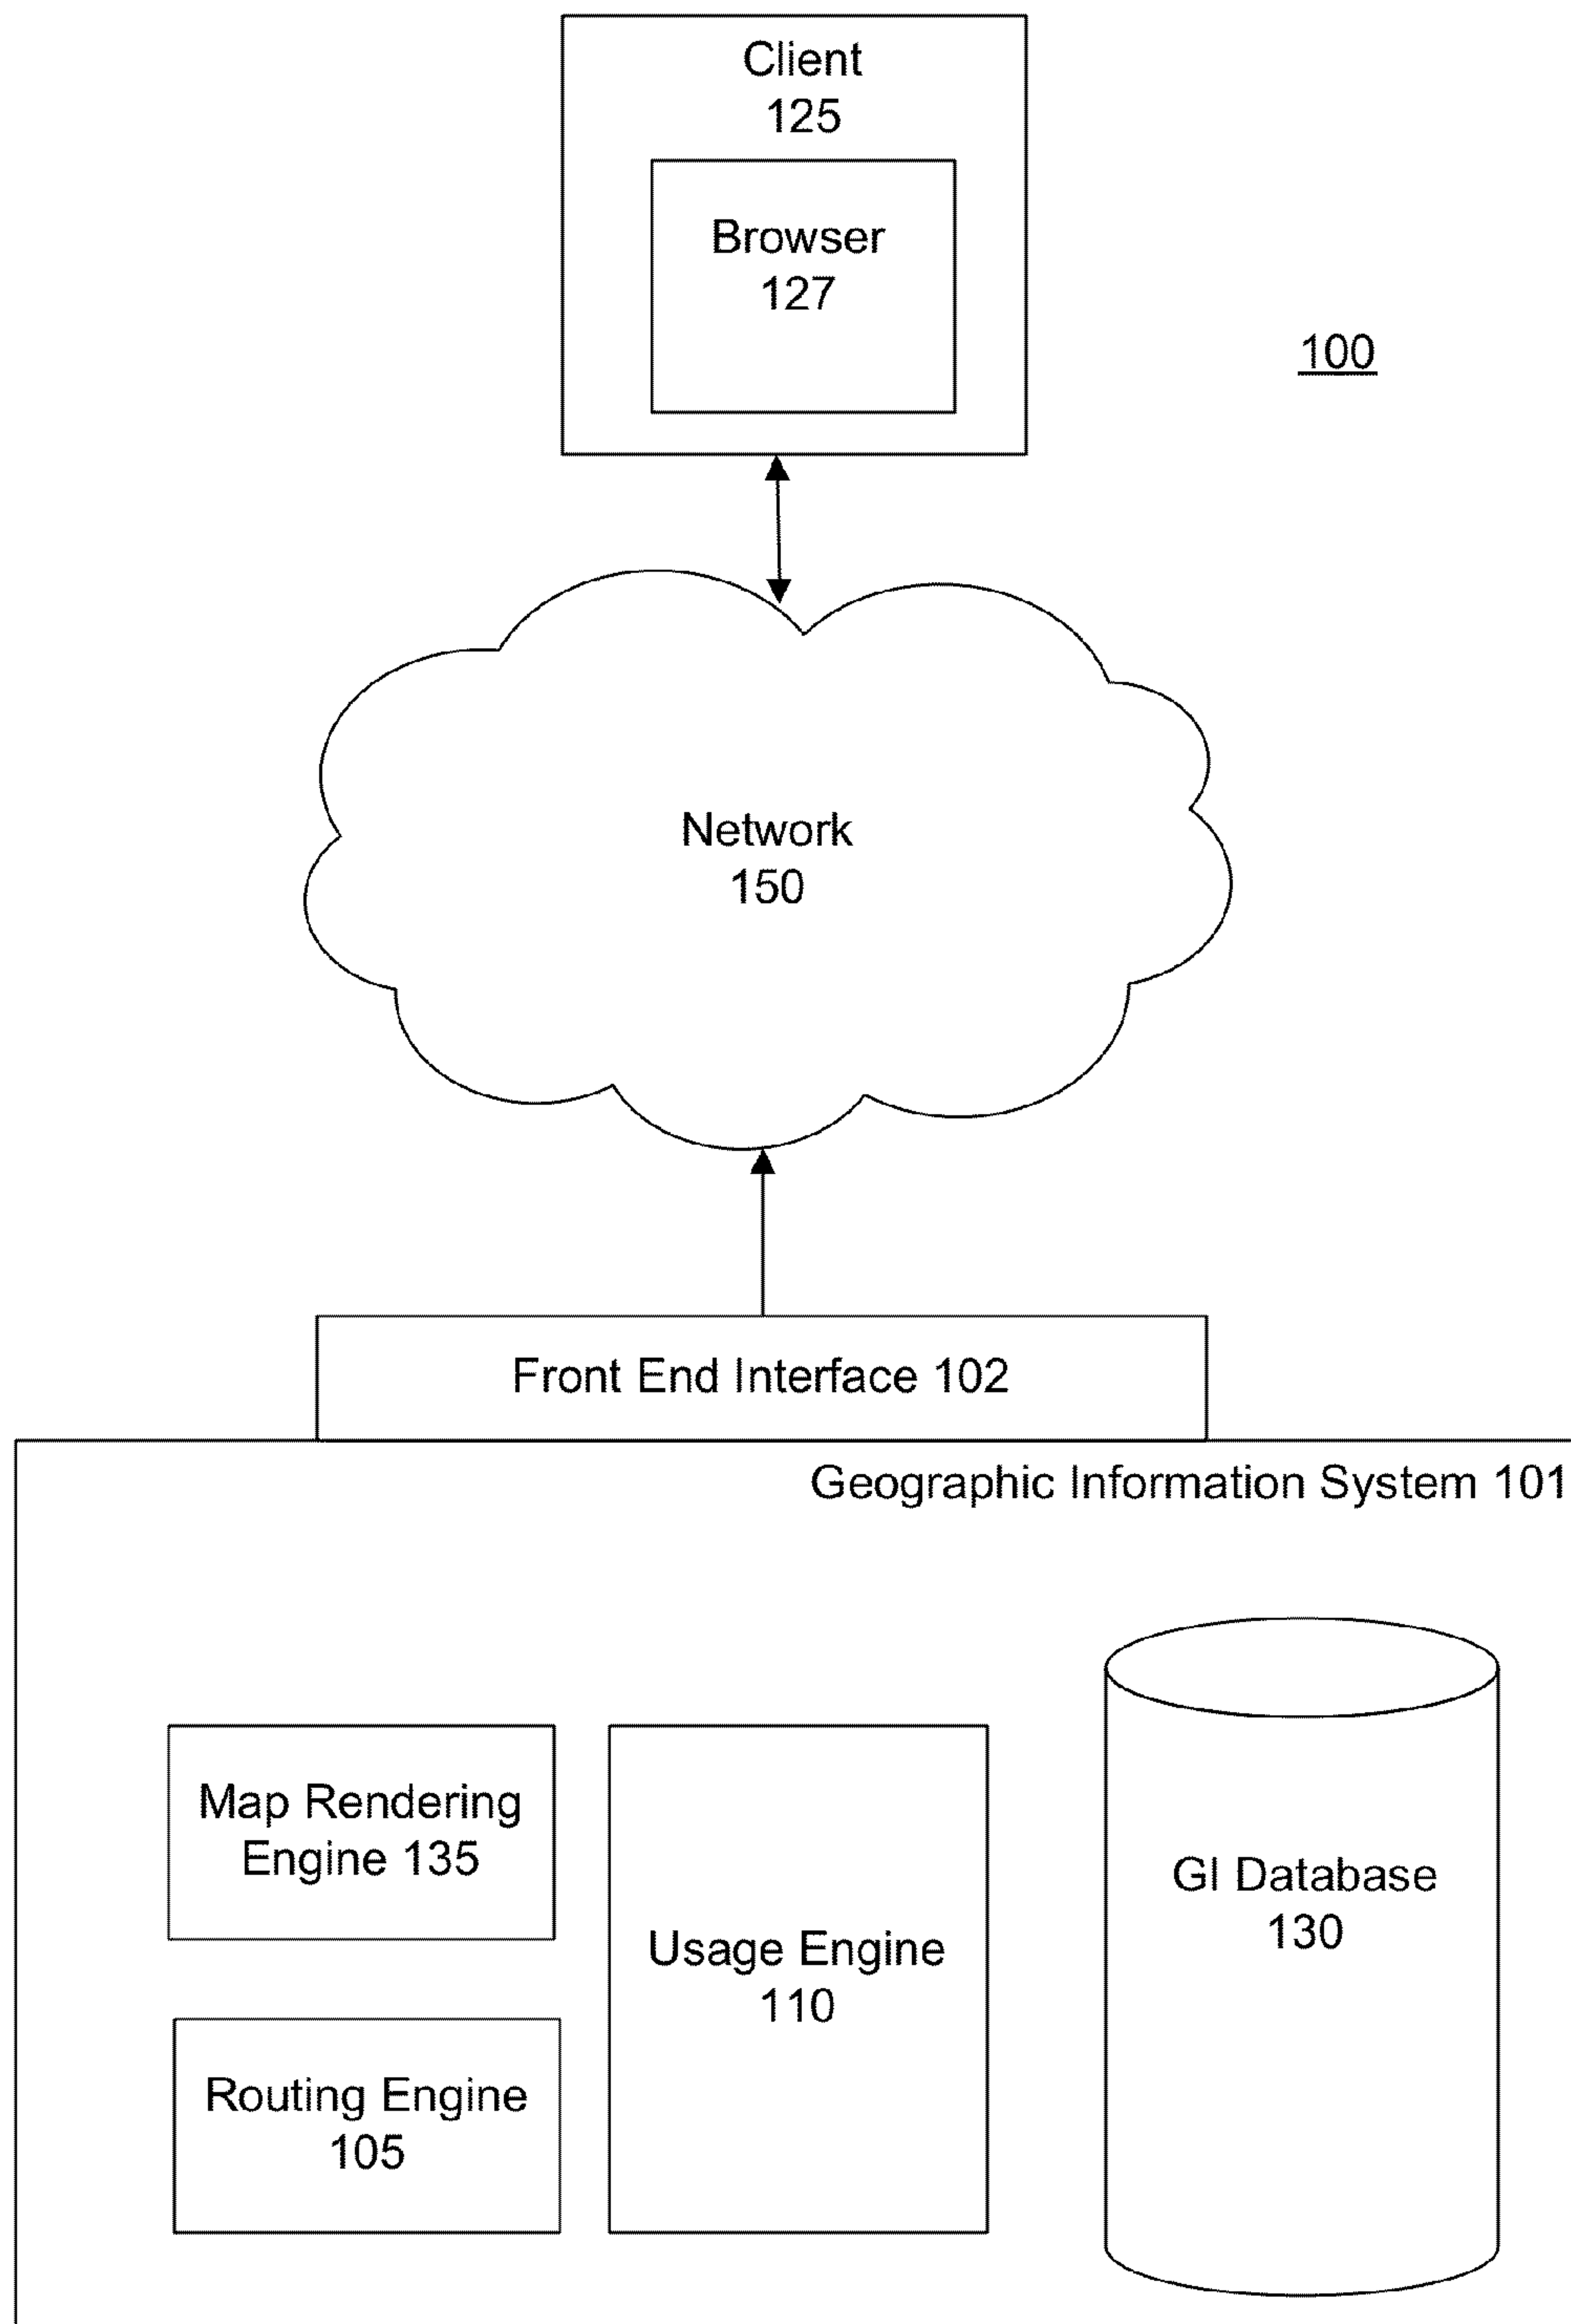 Client
125
Browser
127
100
Network
150
Front End Interface 102
Geographic Information System 101
Map Rendering
Engine 135
Usage Engine
110
GI Database
130
Routing Engine
105